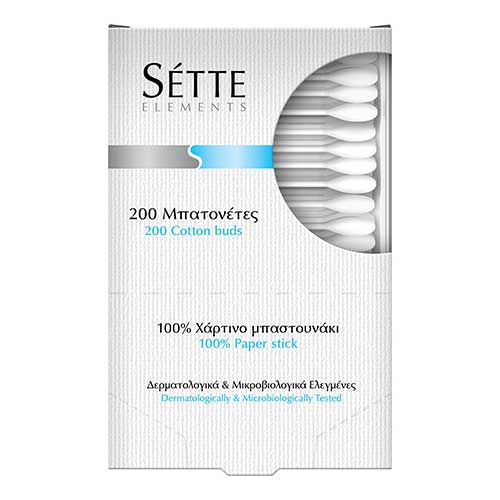 SÉTTE
ELEMENTS
200 Μπατονέτες
200 Cotton buds
100% Χάρτινο μπαστουνάκι
100% Paper stick
Δερματολογικά & Μικροβιολογικά Ελεγμένες
Dermatologically & Microbiologically Tested